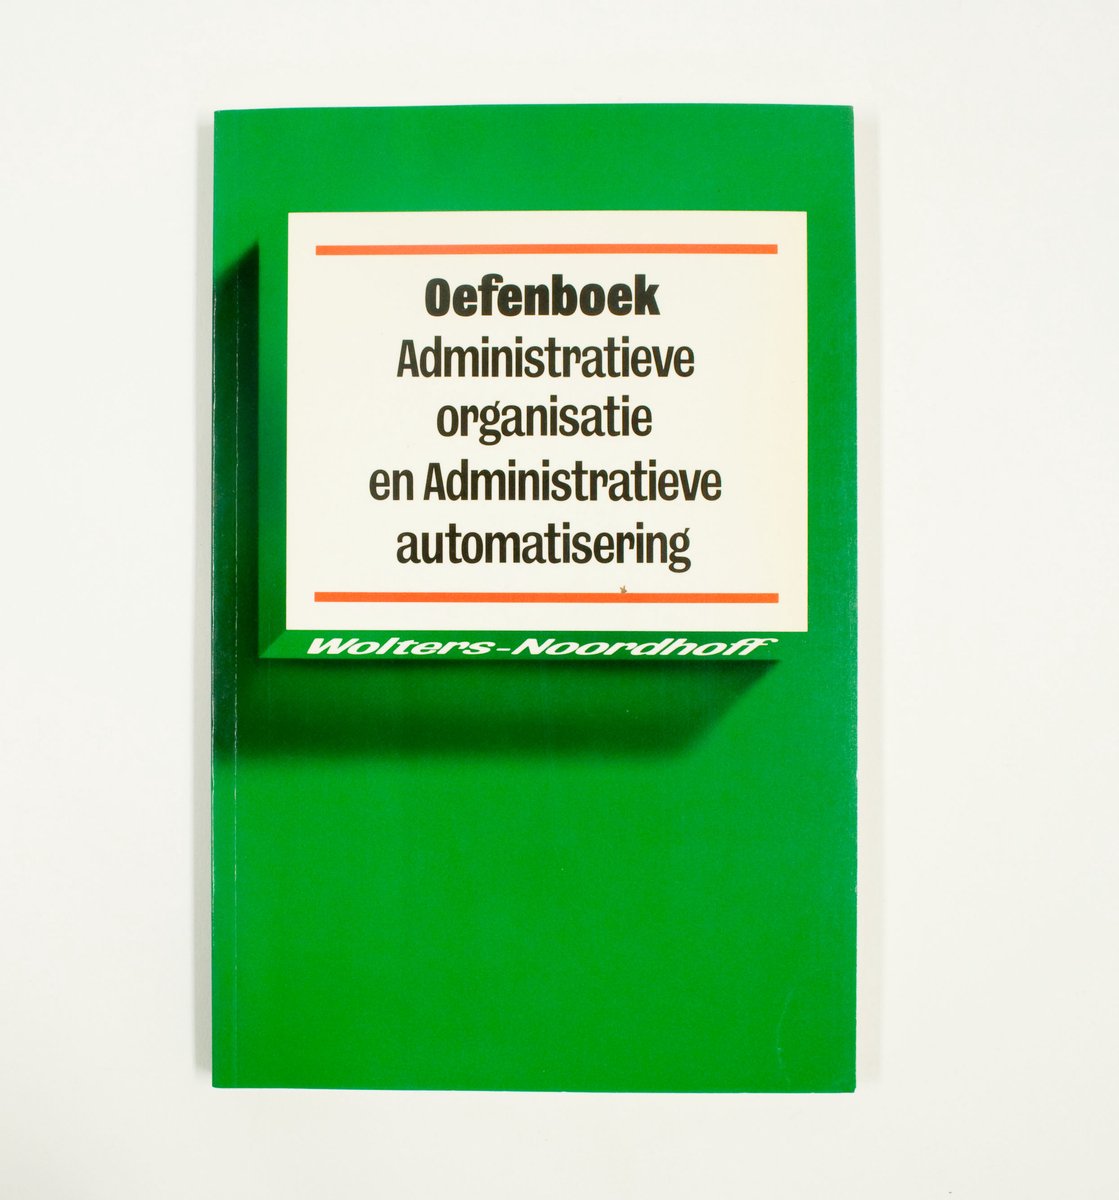 Oefenboek
Administratieve
organisatie
en Administratieve
automatisering
Wolters-Noordhoff